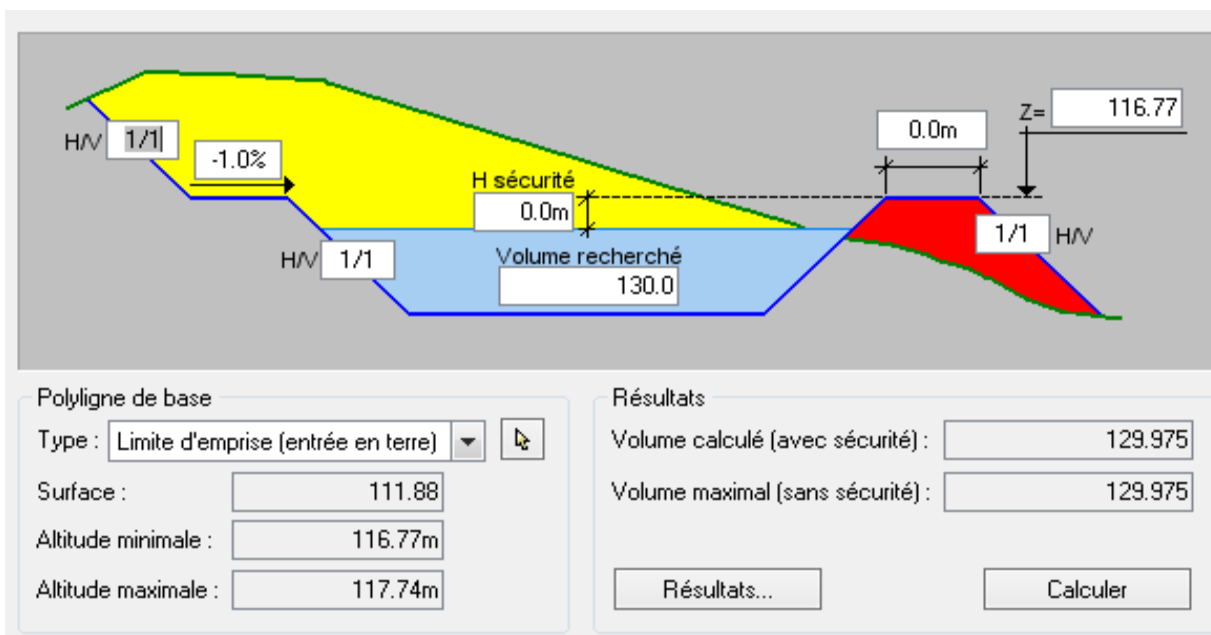 Z= 116.77
0.0m
H/V 1/1
-1.0%
H sécurité
0.0m
1/1 H/V
H/V 1/1
Volume recherché
130.0
Polyligne de base
Type : Limite d'emprise (entrée en terre)
Surface : 111.88
Altitude minimale : 116.77m
Altitude maximale : 117.74m
Résultats
Volume calculé (avec sécurité) : 129.975
Volume maximal (sans sécurité) : 129.975
Résultats... Calculer